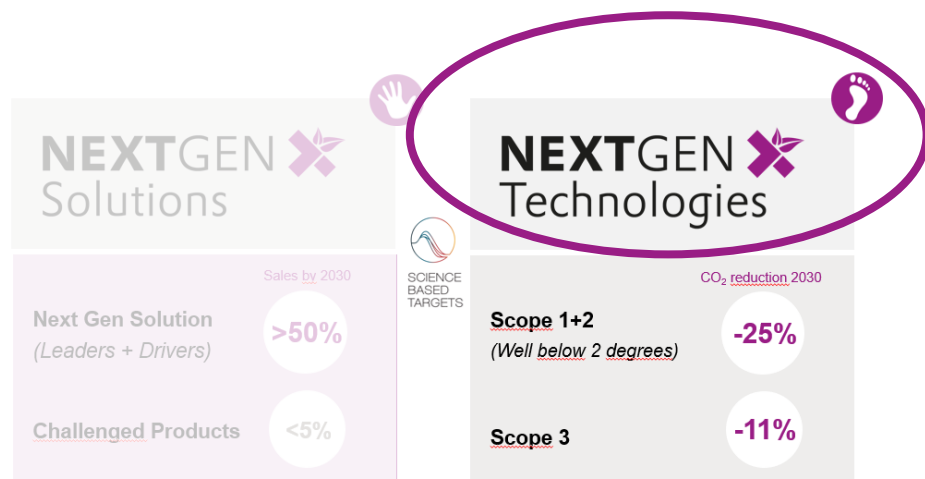 NEXTGEN
Solutions
Sales by 2030
Next Gen Solution
(Leaders + Drivers)
>50%
Challenged Products
<5%
SCIENCE
BASED
TARGETS
NEXTGEN
Technologies
CO₂ reduction 2030
Scope 1+2
(Well below 2 degrees)
-25%
Scope 3
-11%